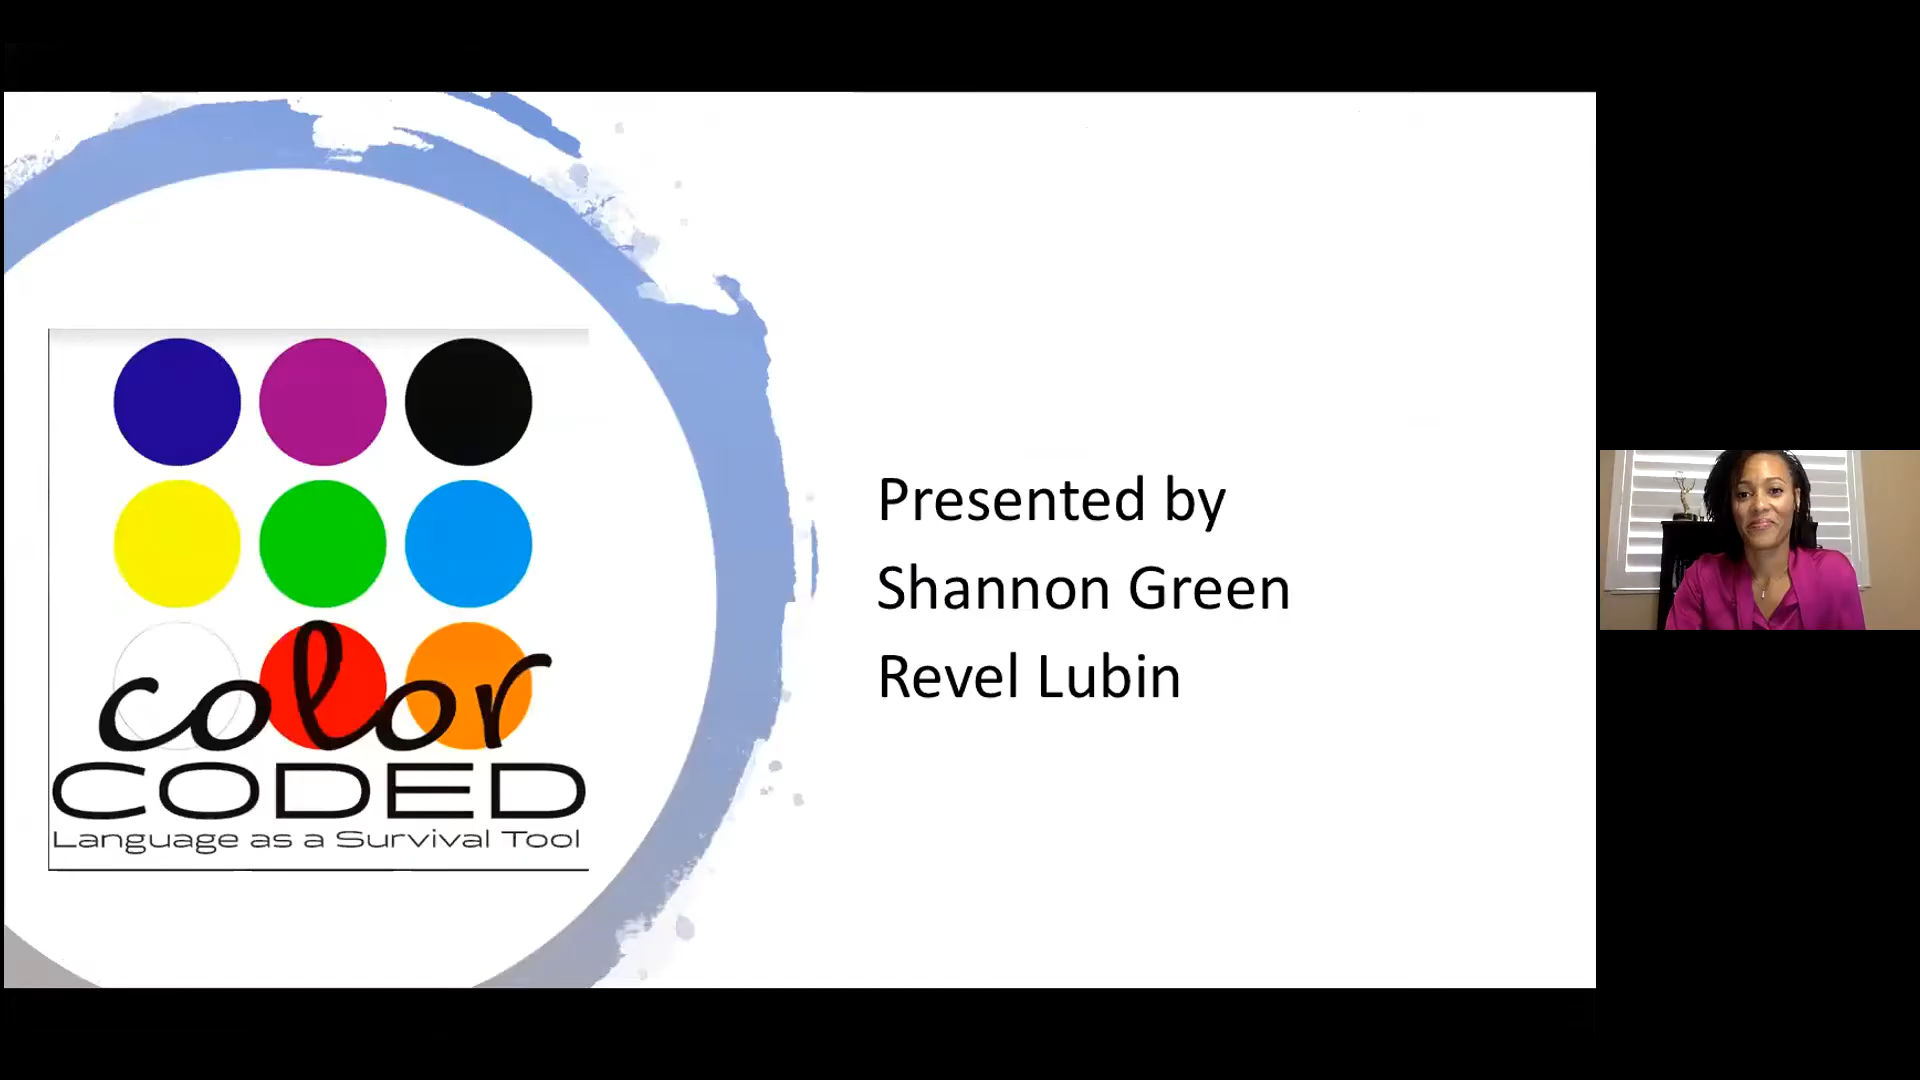 color
CODED
Language as a Survival Tool
Presented by
Shannon Green
Revel Lubin